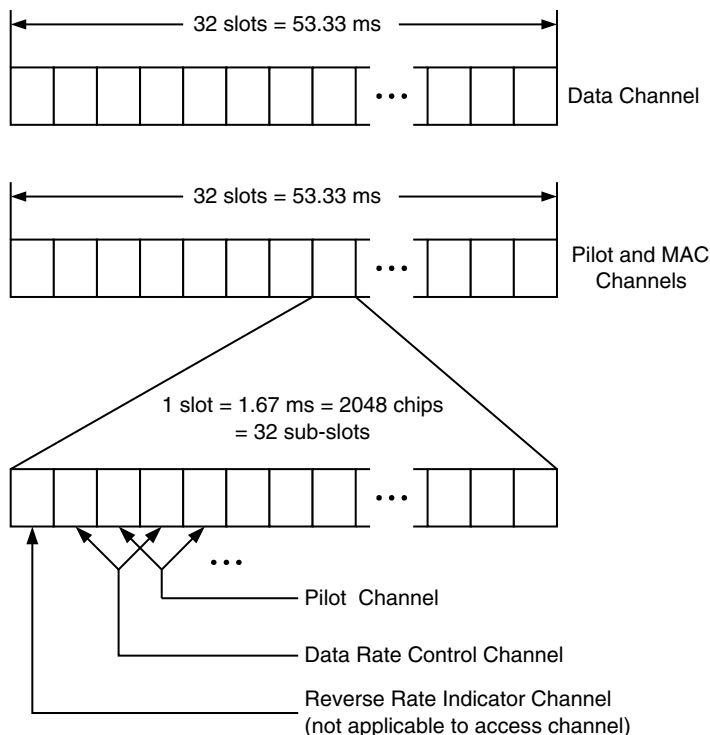 32 slots = 53.33 ms
...
Data Channel
32 slots = 53.33 ms
...
Pilot and MAC
Channels
1 slot = 1.67 ms = 2048 chips
= 32 sub-slots
...
...
Pilot Channel
Data Rate Control Channel
Reverse Rate Indicator Channel
(not applicable to access channel)